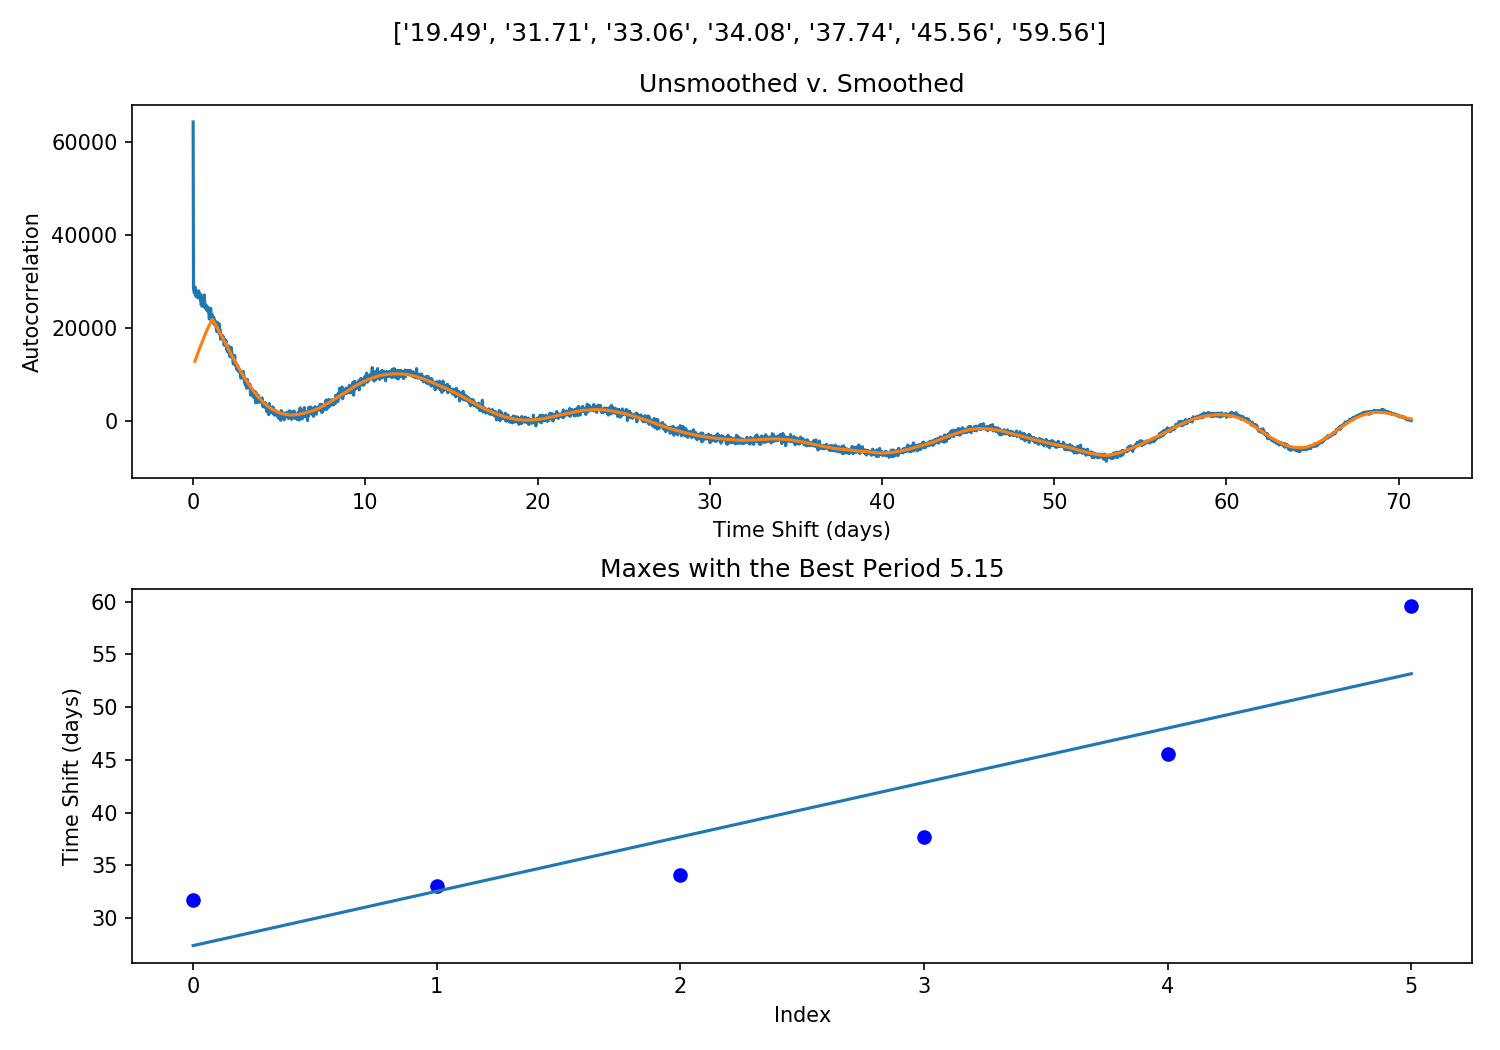 ['19.49', '31.71', '33.06', '34.08', '37.74', '45.56', '59.56']
Unsmoothed v. Smoothed
Autocorrelation
60000
40000
20000
0
0 10 20 30 40 50 60 70
Time Shift (days)
Maxes with the Best Period 5.15
Time Shift (days)
60
55
50
45
40
35
30
0 1 2 3 4 5
Index